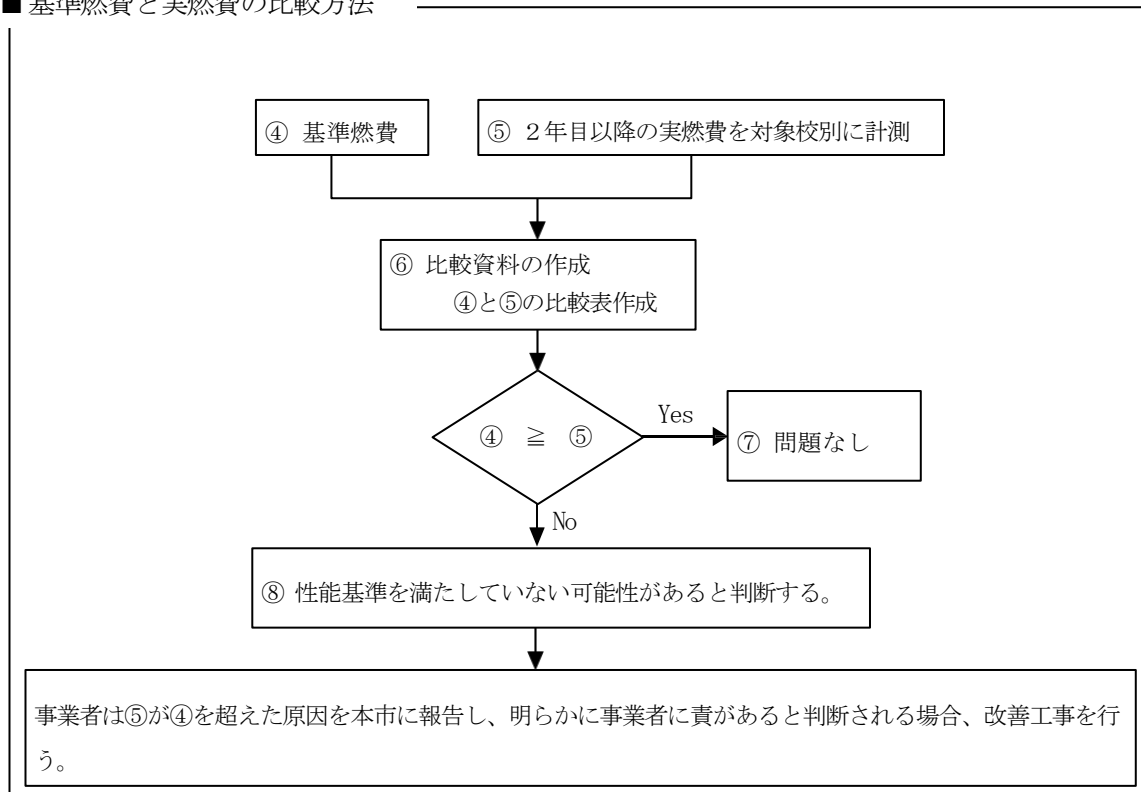 ■ 基準燃費と実燃費の比較方法
④ 基準燃費
⑤ 2年目以降の実燃費を対象校別に計測
⑥ 比較資料の作成
④と⑤の比較表作成
④ ≧ ⑤
Yes
⑦ 問題なし
No
⑧ 性能基準を満たしていない可能性があると判断する。
事業者は⑤が④を超えた原因を本市に報告し、明らかに事業者に責があると判断される場合、改善工事を行
う。